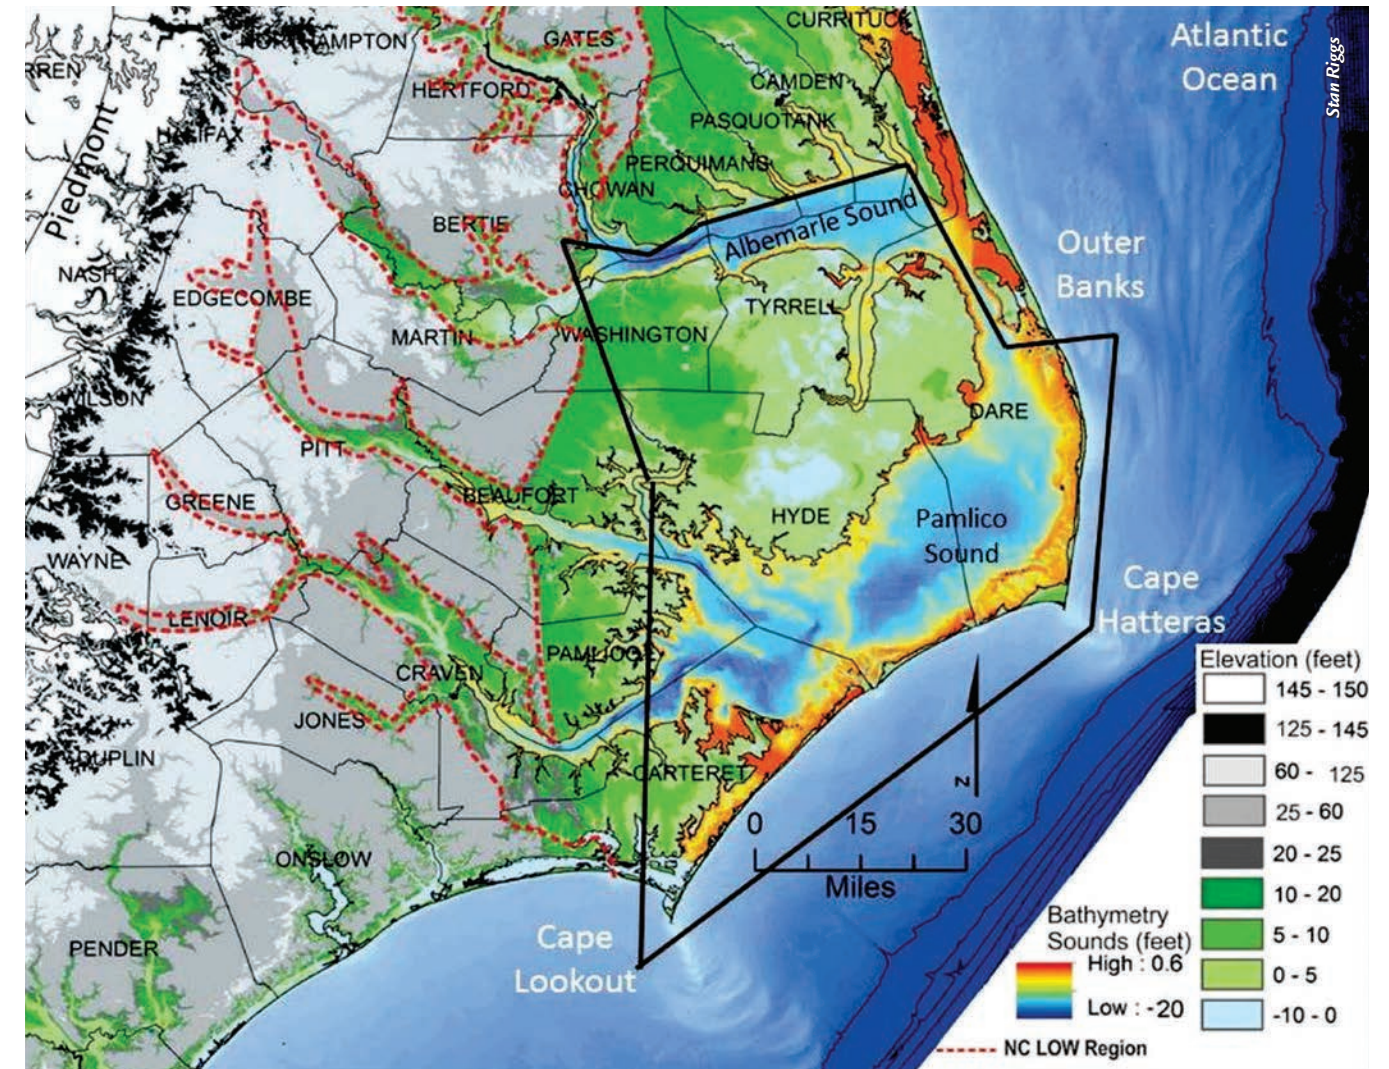 CURRITUCK
Atlantic
Ocean
Stan Riggs
NORTHAMPTON
GATES
RREN
HERTFORD
CAMDEN
PASQUOTANK
HALIFAX
Piedmont
PERQUIMANS
CHOWAN
BERTIE
Albemarle Sound
Outer
Banks
NASH
EDGECOMBE
MARTIN
WASHINGTON
TYRRELL
WILSON
DARE
PITT
BEAUFORT
GREENE
HYDE
Pamlico
Sound
WAYNE
Cape
Hatteras
LENOIR
PAMLICO
CRAVEN
JONES
DUPLIN
CARTERET
N
0 15 30
Miles
ONSLOW
PENDER
Cape
Lookout
Elevation (feet)
145 - 150
125 - 145
60 - 125
25 - 60
20 - 25
10 - 20
5 - 10
0 - 5
-10 - 0
Bathymetry
Sounds (feet)
High : 0.6
Low : -20
NC LOW Region